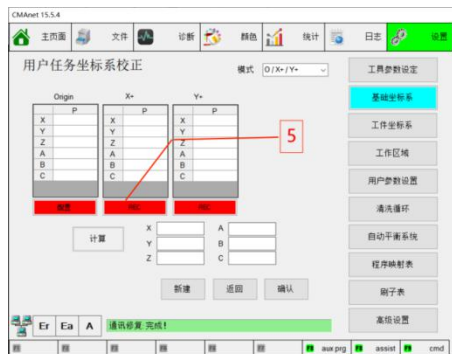 CMAnet 15.5.4
主页面 文件 诊断 颜色 统计 日志 设置
用户任务坐标系校正
模式 O/X+/Y+
工具参数设定
基础坐标系
工件坐标系
工作区域
用户参数设置
清洗循环
自动平衡系统
程序映射表
刷子表
高级设置
Origin X+ Y+
P P P
X X X
Y Y Y
Z Z Z
A A A
B B B
C C C
5
REC
计算
X A
Y B
Z C
新建 返回 确认
Er Ea A 通讯修复,完成!
aux prg assist cmd